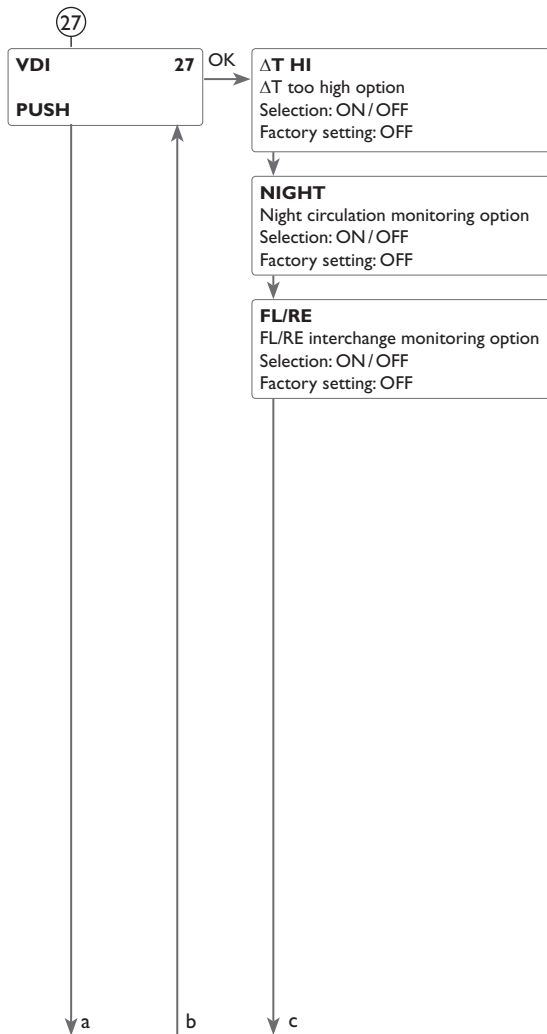 27
VDI 27
PUSH
OK
ΔT HI
ΔT too high option
Selection: ON / OFF
Factory setting: OFF
NIGHT
Night circulation monitoring option
Selection: ON / OFF
Factory setting: OFF
FL/RE
FL/RE interchange monitoring option
Selection: ON / OFF
Factory setting: OFF
a b c